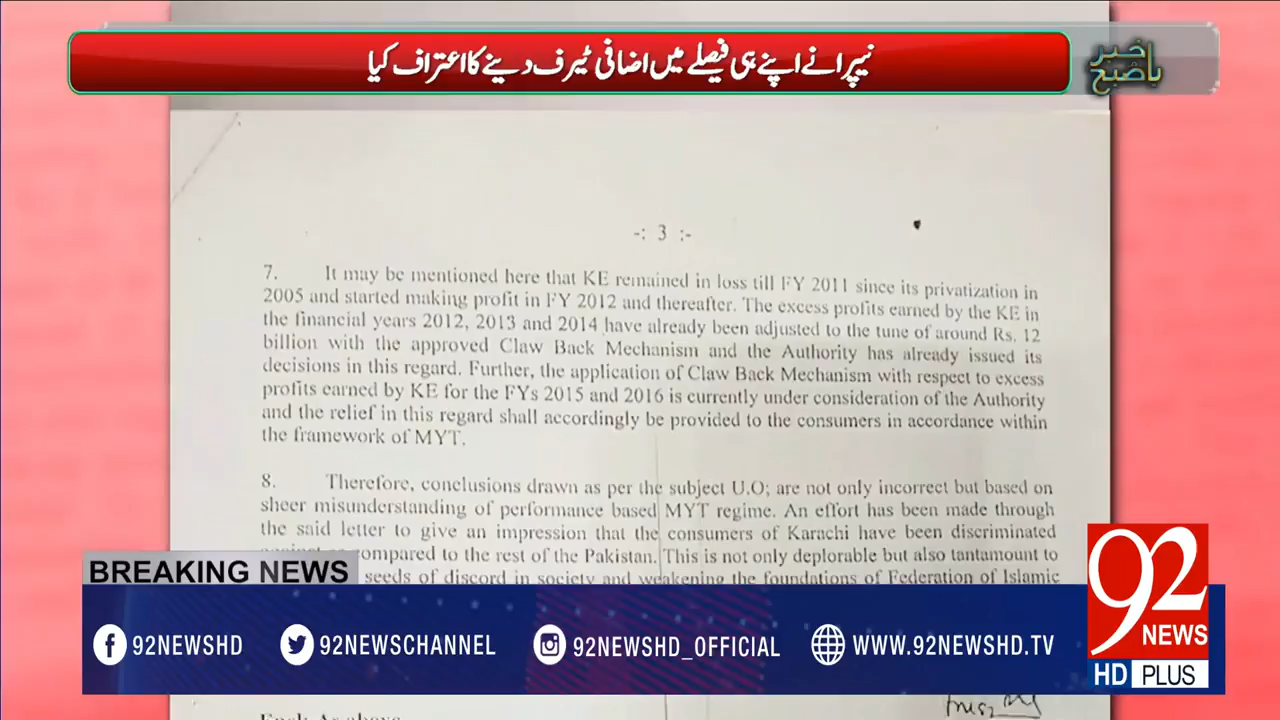 نیپرا نے اپنے ہی فیصلے میں اضافی ٹیرف دینے کا اعتراف کیا
باخبر صبح
-: 3 :-
7. It may be mentioned here that KE remained in loss till FY 2011 since its privatization in
2005 and started making profit in FY 2012 and thereafter. The excess profits earned by the KE in
the financial years 2012, 2013 and 2014 have already been adjusted to the tune of around Rs. 12
billion with the approved Claw Back Mechanism and the Authority has already issued its
decisions in this regard. Further, the application of Claw Back Mechanism with respect to excess
profits earned by KE for the FYs 2015 and 2016 is currently under consideration of the Authority
and the relief in this regard shall accordingly be provided to the consumers in accordance within
the framework of MYT.
8. Therefore, conclusions drawn as per the subject U.O; are not only incorrect but based on
sheer misunderstanding of performance based MYT regime. An effort has been made through
the said letter to give an impression that the consumers of Karachi have been discriminated
compared to the rest of the Pakistan. This is not only deplorable but also tantamount to
seeds of discord in society and weakening the foundations of Federation of Islamic
BREAKING NEWS
92NEWSHD
92NEWSCHANNEL
92NEWSHD_OFFICIAL
WWW.92NEWSHD.TV
92
NEWS
HD PLUS